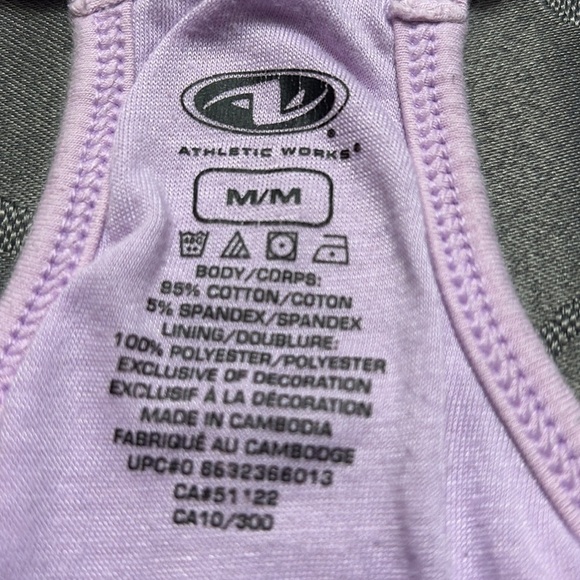 ATHLETIC WORKS®
M/M
BODY/CORPS:
95% COTTON/COTON
5% SPANDEX/SPANDEX
LINING/DOUBLURE:
100% POLYESTER/POLYESTER
EXCLUSIVE OF DECORATION
EXCLUSIF À LA DÉCORATION
MADE IN CAMBODIA
FABRIQUÉ AU CAMBODGE
UPC#0 8632366013
CA#51122
CA10/300